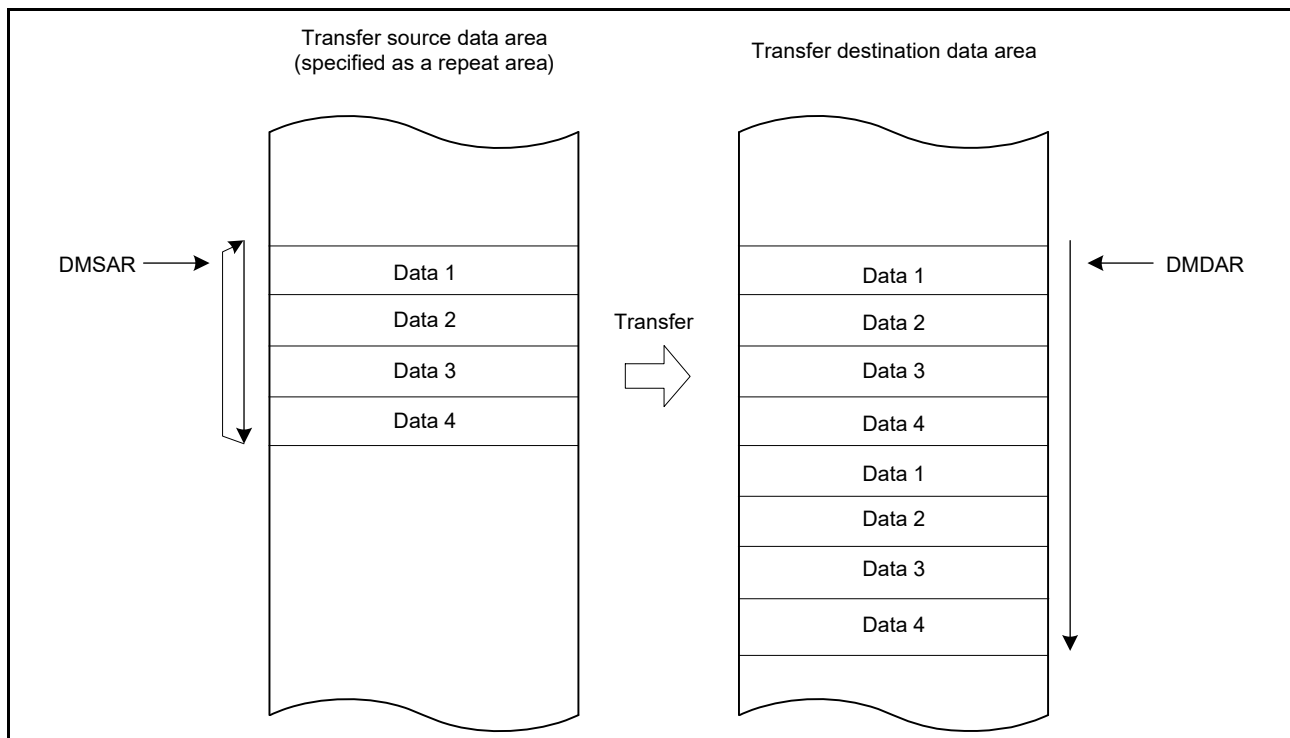 Transfer source data area
(specified as a repeat area)
Transfer destination data area
DMSAR
Data 1
Data 2
Data 3
Data 4
Transfer
Data 1
Data 2
Data 3
Data 4
Data 1
Data 2
Data 3
Data 4
DMDAR